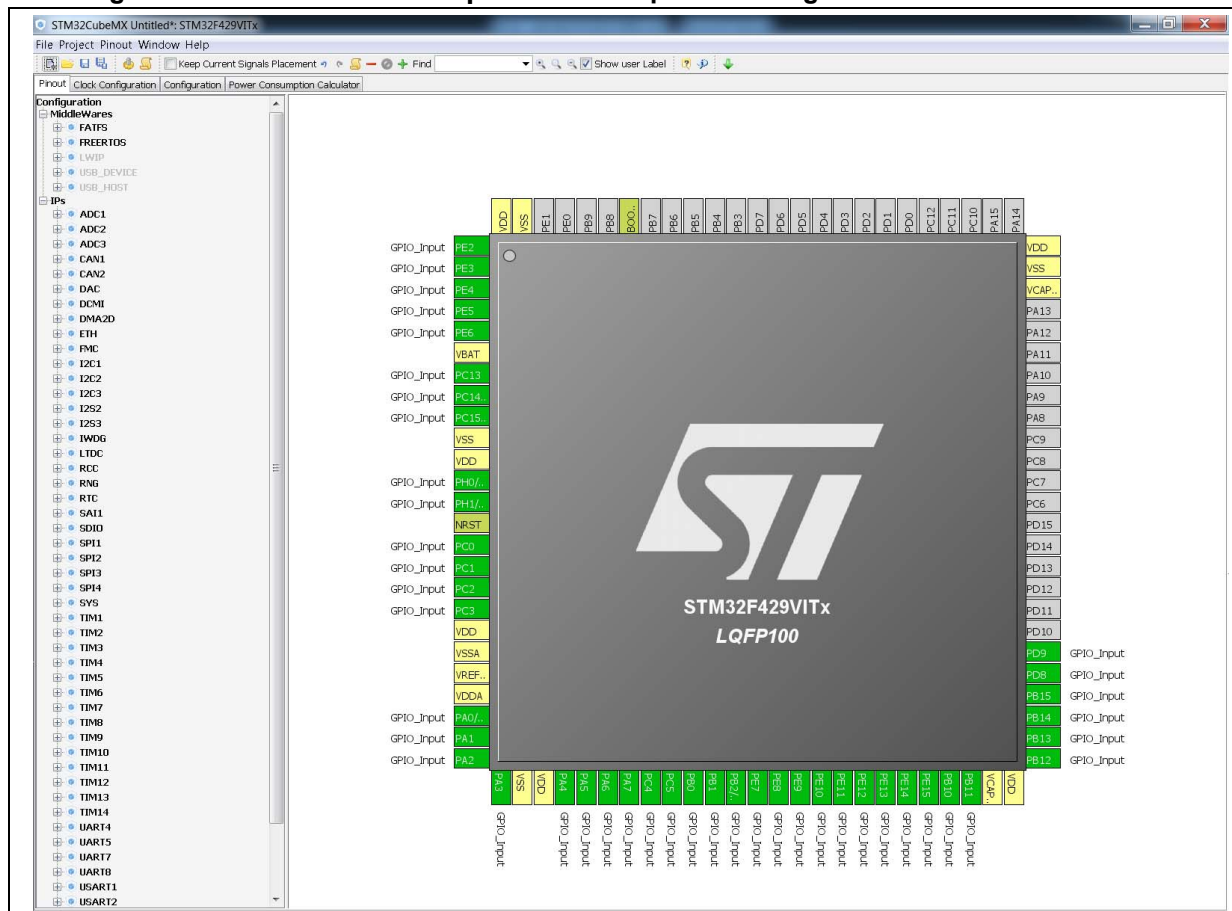 STM32CubeMX Untitled*: STM32F429VITx
File Project Pinout Window Help
Keep Current Signals Placement Find Show user Label
Pinout Clock Configuration Configuration Power Consumption Calculator
Configuration
MiddleWares
FATFS
FREERTOS
LWIP
USB_DEVICE
USB_HOST
IPs
ADC1
ADC2
ADC3
CAN1
CAN2
DAC
DCMI
DMA2D
ETH
FMC
I2C1
I2C2
I2C3
I2S2
I2S3
IWDG
LTDC
RCC
RNG
RTC
SAI1
SDIO
SPI1
SPI2
SPI3
SPI4
SYS
TIM1
TIM2
TIM3
TIM4
TIM5
TIM6
TIM7
TIM8
TIM9
TIM10
TIM11
TIM12
TIM13
TIM14
UART4
UART5
UART7
UART8
USART1
USART2
VDD VSS PE1 PE0 PB9 PB8 BOO.. PB7 PB6 PB5 PB4 PB3 PD7 PD6 PD5 PD4 PD3 PD2 PD1 PD0 PC12 PC11 PC10 PA15 PA14
GPIO_Input PE2
GPIO_Input PE3
GPIO_Input PE4
GPIO_Input PE5
GPIO_Input PE6
VBAT
GPIO_Input PC13
GPIO_Input PC14..
GPIO_Input PC15..
VSS
VDD
GPIO_Input PH0/..
GPIO_Input PH1/..
NRST
GPIO_Input PC0
GPIO_Input PC1
GPIO_Input PC2
GPIO_Input PC3
VDD
VSSA
VREF..
VDDA
GPIO_Input PA0/..
GPIO_Input PA1
GPIO_Input PA2
ST
STM32F429VITx
LQFP100
VDD
VSS
VCAP..
PA13
PA12
PA11
PA10
PA9
PA8
PC9
PC8
PC7
PC6
PD15
PD14
PD13
PD12
PD11
PD10
PD9 GPIO_Input
PD8 GPIO_Input
PB15 GPIO_Input
PB14 GPIO_Input
PB13 GPIO_Input
PB12 GPIO_Input
PA3 VSS VDD PA4 PA5 PA6 PA7 PC4 PC5 PB0 PB1 PB2/.. PE7 PE8 PE9 PE10 PE11 PE12 PE13 PE14 PE15 PB10 PB11 VCAP.. VDD
GPIO_Input GPIO_Input GPIO_Input GPIO_Input GPIO_Input GPIO_Input GPIO_Input GPIO_Input GPIO_Input GPIO_Input GPIO_Input GPIO_Input GPIO_Input GPIO_Input GPIO_Input GPIO_Input GPIO_Input GPIO_Input GPIO_Input GPIO_Input GPIO_Input